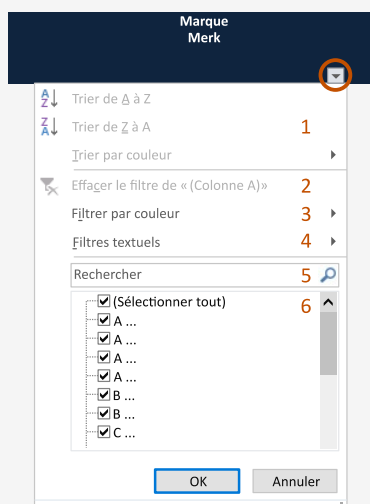 Marque
Merk
Trier de A à Z
Trier de Z à A 1
Trier par couleur
Effacer le filtre de « (Colonne A)» 2
Filtrer par couleur 3
Filtres textuels 4
Rechercher 5
(Sélectionner tout) 6
A ...
A ...
A ...
A ...
B ...
B ...
C ...
OK Annuler